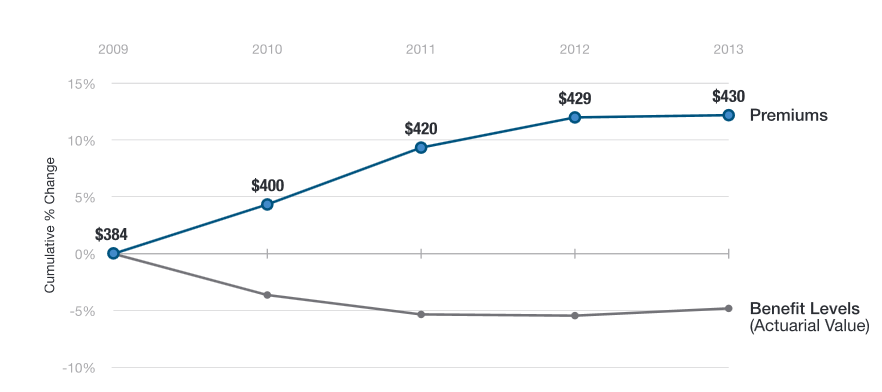 2009 2010 2011 2012 2013
15%
$430
$429
Premiums
$420
10%
$400
5%
$384
0%
Cumulative % Change
-5%
Benefit Levels
(Actuarial Value)
-10%